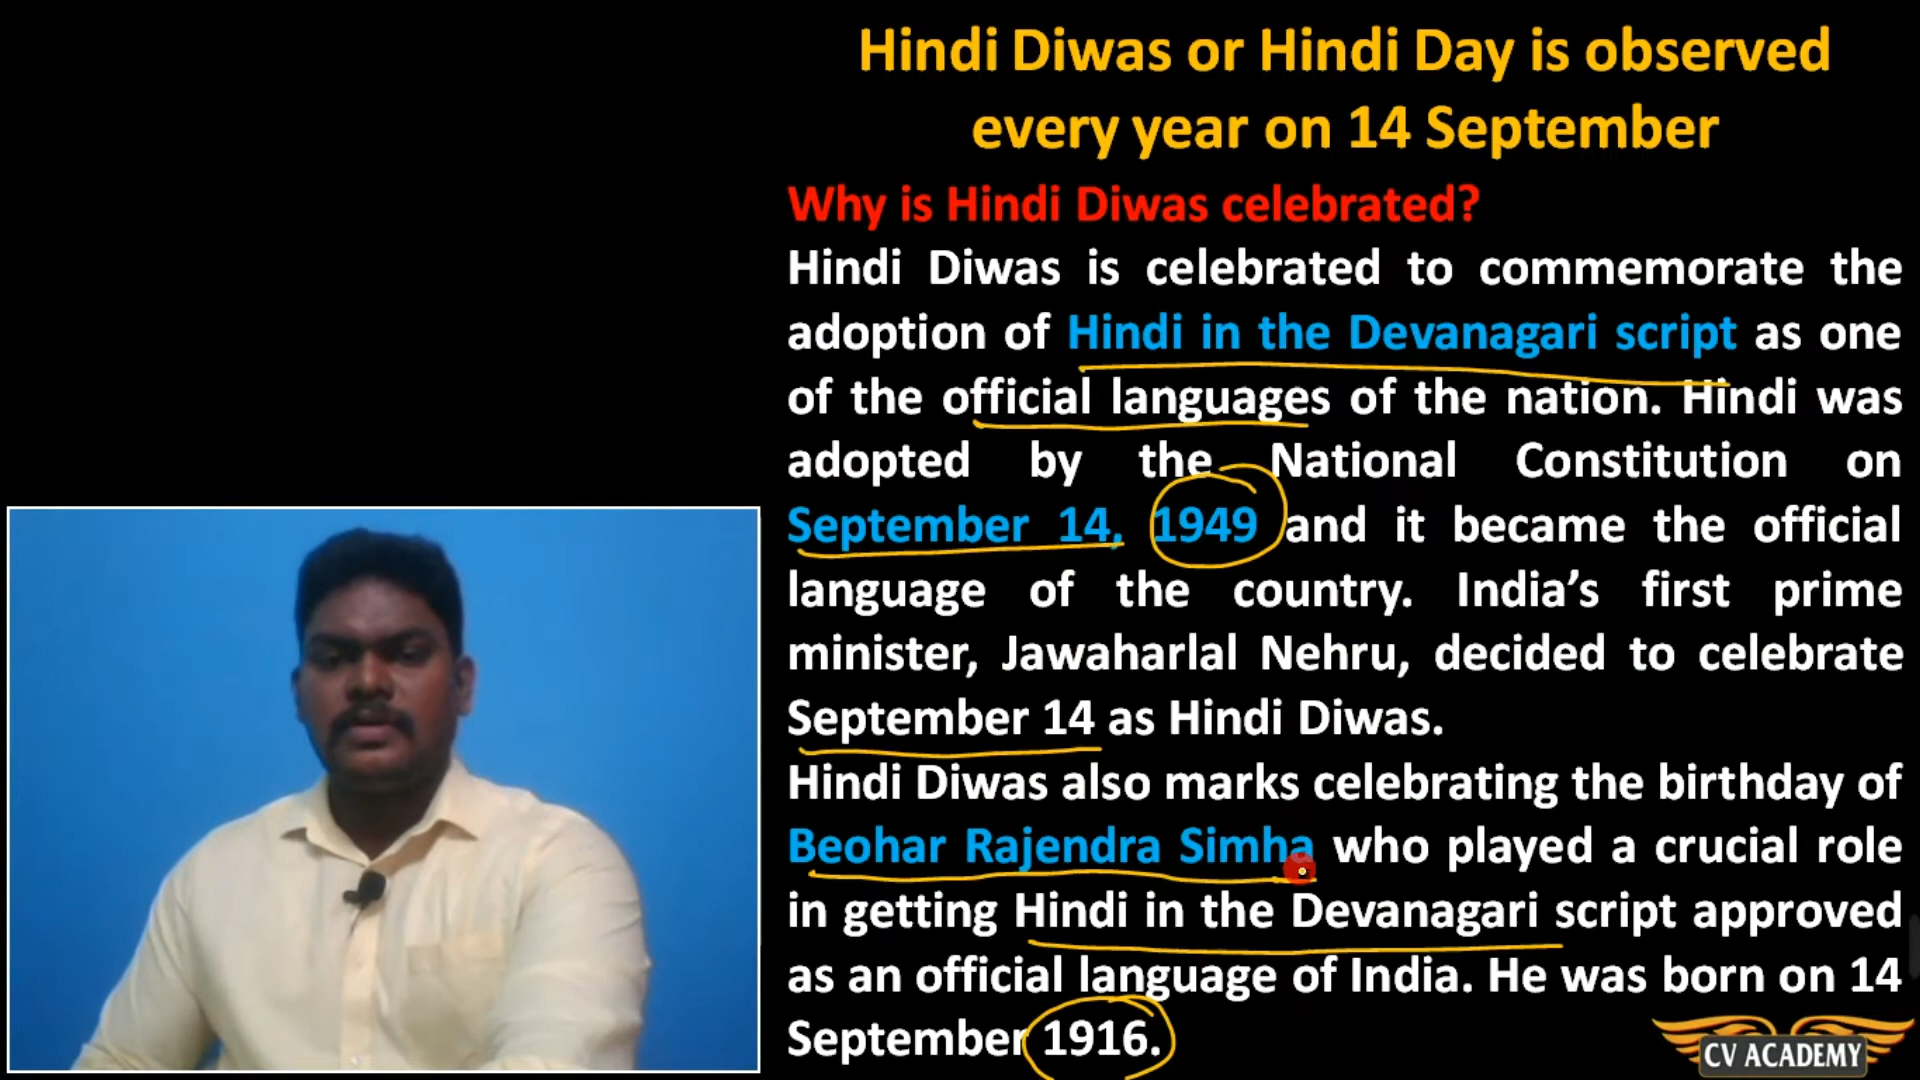 Hindi Diwas or Hindi Day is observed
every year on 14 September
Why is Hindi Diwas celebrated?
Hindi Diwas is celebrated to commemorate the
adoption of Hindi in the Devanagari script as one
of the official languages of the nation. Hindi was
adopted by the National Constitution on
September 14, 1949 and it became the official
language of the country. India’s first prime
minister, Jawaharlal Nehru, decided to celebrate
September 14 as Hindi Diwas.
Hindi Diwas also marks celebrating the birthday of
Beohar Rajendra Simha who played a crucial role
in getting Hindi in the Devanagari script approved
as an official language of India. He was born on 14
September 1916.
CV ACADEMY